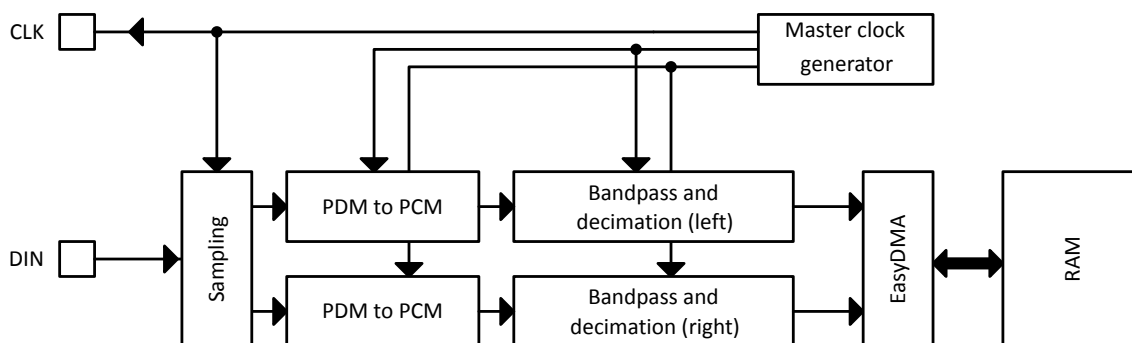 CLK
Master clock
generator
DIN
Sampling
PDM to PCM
Bandpass and
decimation (left)
PDM to PCM
Bandpass and
decimation (right)
EasyDMA
RAM